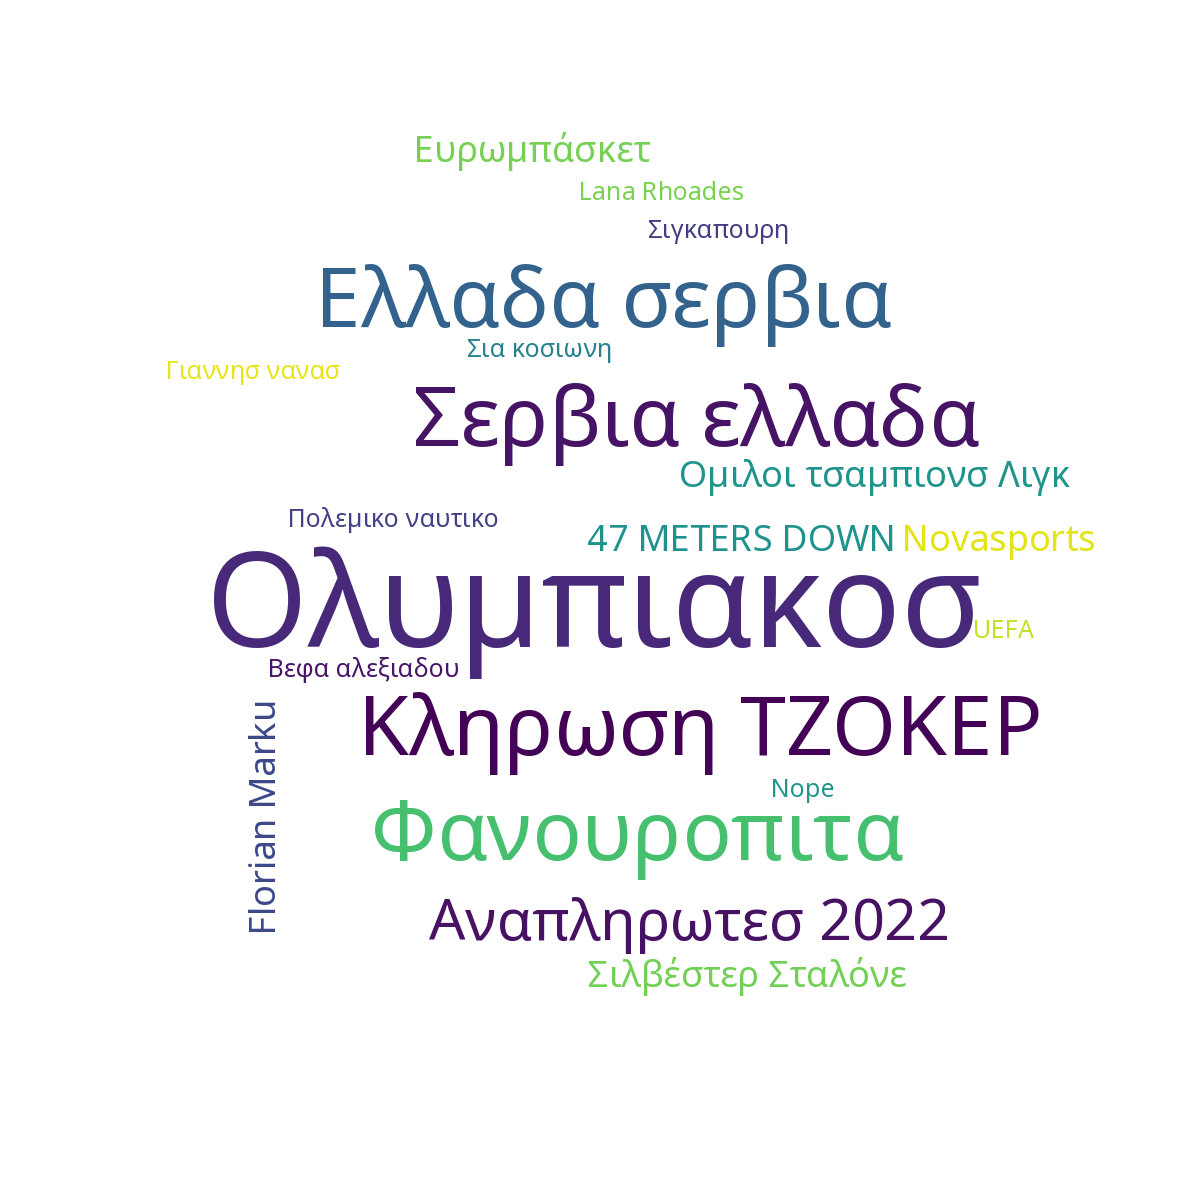 Ευρωμπάσκετ
Lana Rhoades
Σιγκαπουρη
Ελλαδα σερβια
Σια κοσιωνη
Γιαννησ νανασ
Σερβια ελλαδα
Ομιλοι τσαμπιονσ Λιγκ
Πολεμικο ναυτικο
47 METERS DOWN
Novasports
Ολυμπιακοσ
UEFA
Βεφα αλεξιαδου
Κληρωση ΤΖΟΚΕΡ
Florian Marku
Nope
Φανουροπιτα
Αναπληρωτεσ 2022
Σιλβέστερ Σταλόνε